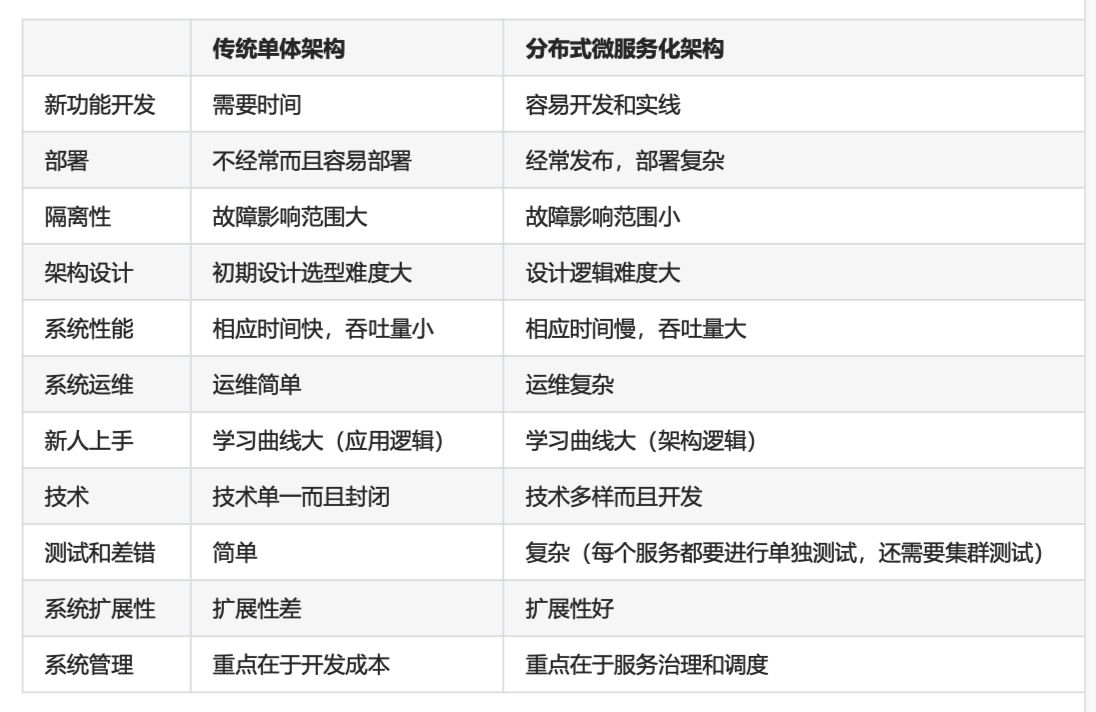 传统单体架构 分布式微服务化架构
新功能开发 需要时间 容易开发和实线
部署 不经常而且容易部署 经常发布，部署复杂
隔离性 故障影响范围大 故障影响范围小
架构设计 初期设计选型难度大 设计逻辑难度大
系统性能 相应时间快，吞吐量小 相应时间慢，吞吐量大
系统运维 运维简单 运维复杂
新人上手 学习曲线大（应用逻辑） 学习曲线大（架构逻辑）
技术 技术单一而且封闭 技术多样而且开发
测试和差错 简单 复杂（每个服务都要进行单独测试，还需要集群测试）
系统扩展性 扩展性差 扩展性好
系统管理 重点在于开发成本 重点在于服务治理和调度